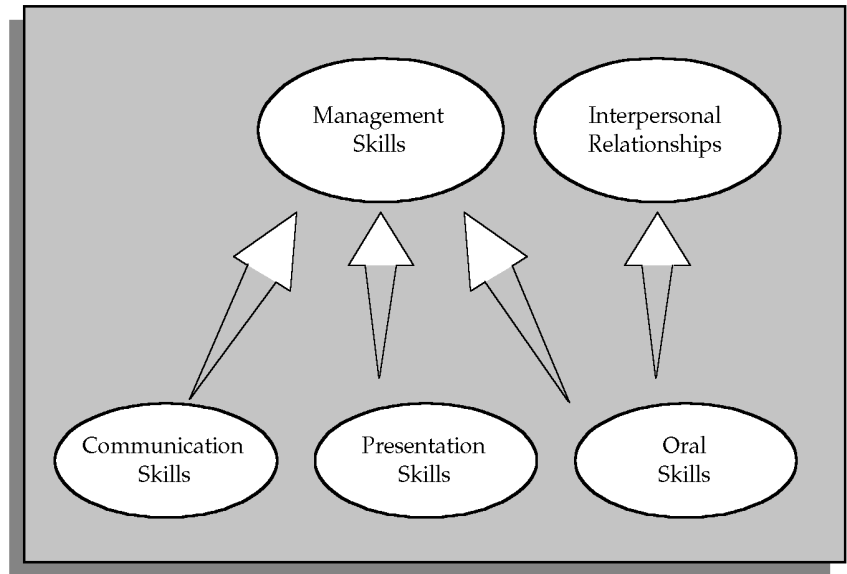 Management
Skills
Interpersonal
Relationships
Communication
Skills
Presentation
Skills
Oral
Skills